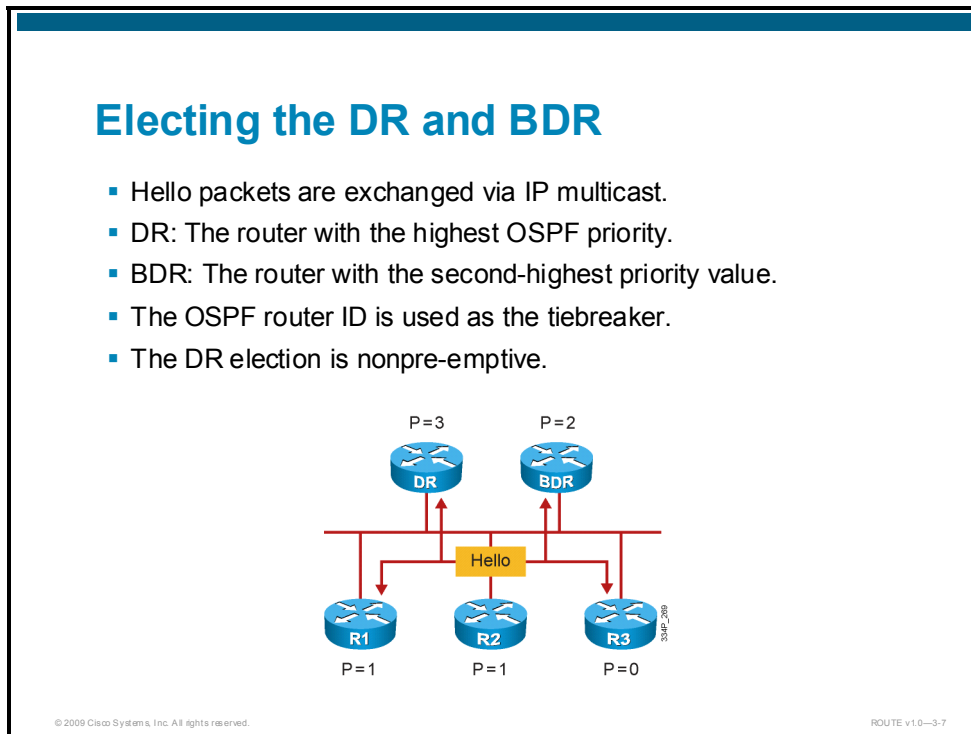 Electing the DR and BDR
▪ Hello packets are exchanged via IP multicast.
▪ DR: The router with the highest OSPF priority.
▪ BDR: The router with the second-highest priority value.
▪ The OSPF router ID is used as the tiebreaker.
▪ The DR election is nonpre-emptive.
P=3 P=2
DR BDR
Hello
R1 R2 R3
334P_269
P=1 P=1 P=0
© 2009 Cisco Systems, Inc. All rights reserved. ROUTE v1.0—3-7